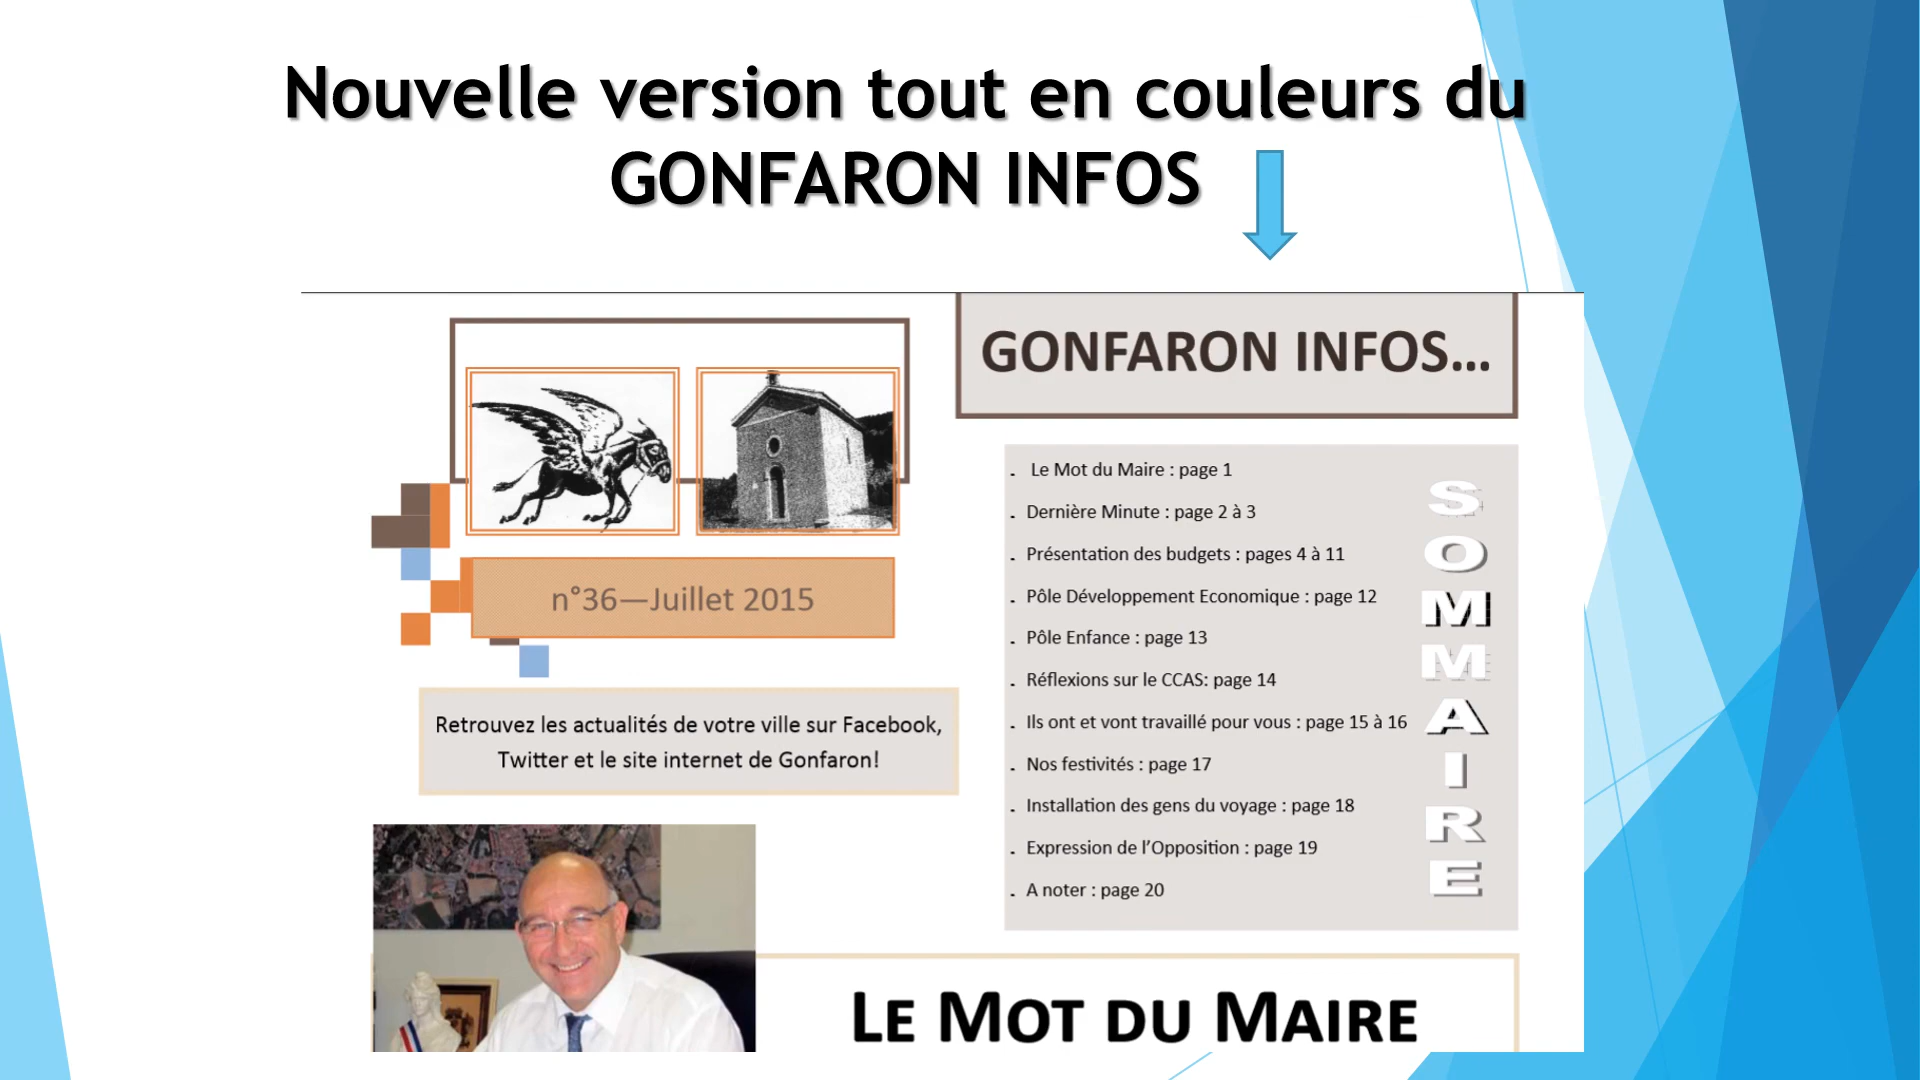 Nouvelle version tout en couleurs du
GONFARON INFOS
GONFARON INFOS...
n°36—Juillet 2015
Retrouvez les actualités de votre ville sur Facebook,
Twitter et le site internet de Gonfaron!
. Le Mot du Maire : page 1
. Dernière Minute : page 2 à 3
. Présentation des budgets : pages 4 à 11
. Pôle Développement Economique : page 12
. Pôle Enfance : page 13
. Réflexions sur le CCAS: page 14
. Ils ont et vont travaillé pour vous : page 15 à 16
. Nos festivités : page 17
. Installation des gens du voyage : page 18
. Expression de l’Opposition : page 19
. A noter : page 20
SOMMAIRE
LE MOT DU MAIRE